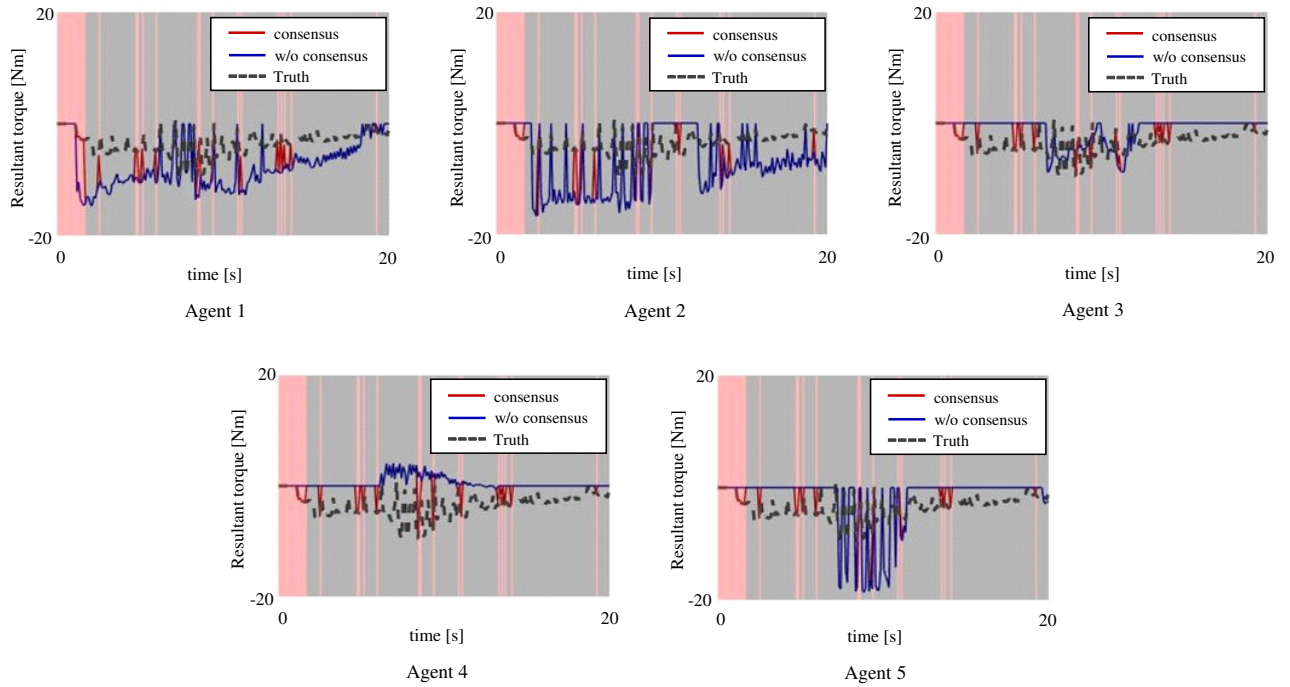 20
Resultant torque [Nm]
-20
consensus
w/o consensus
Truth
0
20
time [s]
Agent 1
20
Resultant torque [Nm]
-20
consensus
w/o consensus
Truth
0
20
time [s]
Agent 2
20
Resultant torque [Nm]
-20
consensus
w/o consensus
Truth
0
20
time [s]
Agent 3
20
Resultant torque [Nm]
-20
consensus
w/o consensus
Truth
0
20
time [s]
Agent 4
20
Resultant torque [Nm]
-20
consensus
w/o consensus
Truth
0
20
time [s]
Agent 5